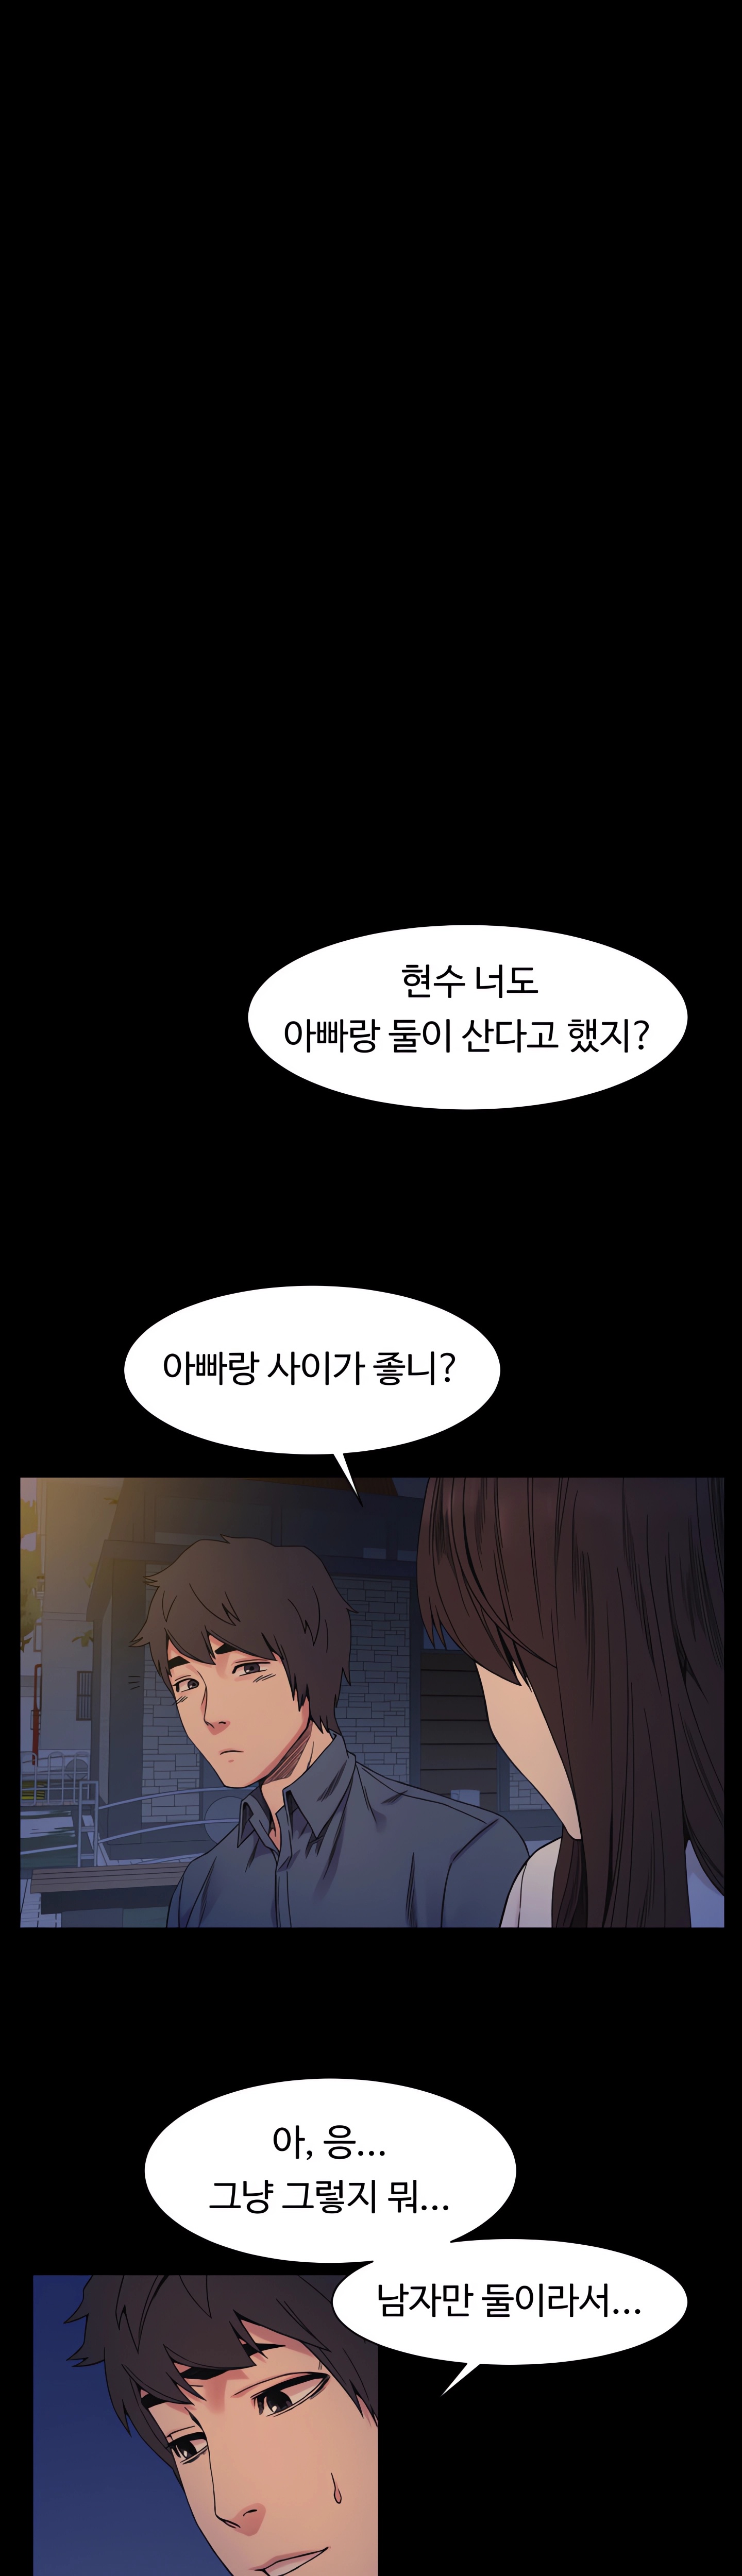 현수 너도
아빠랑 둘이 산다고 했지?
아빠랑 사이가 좋니?
아, 응...
그냥 그렇지 뭐...
남자만 둘이라서...